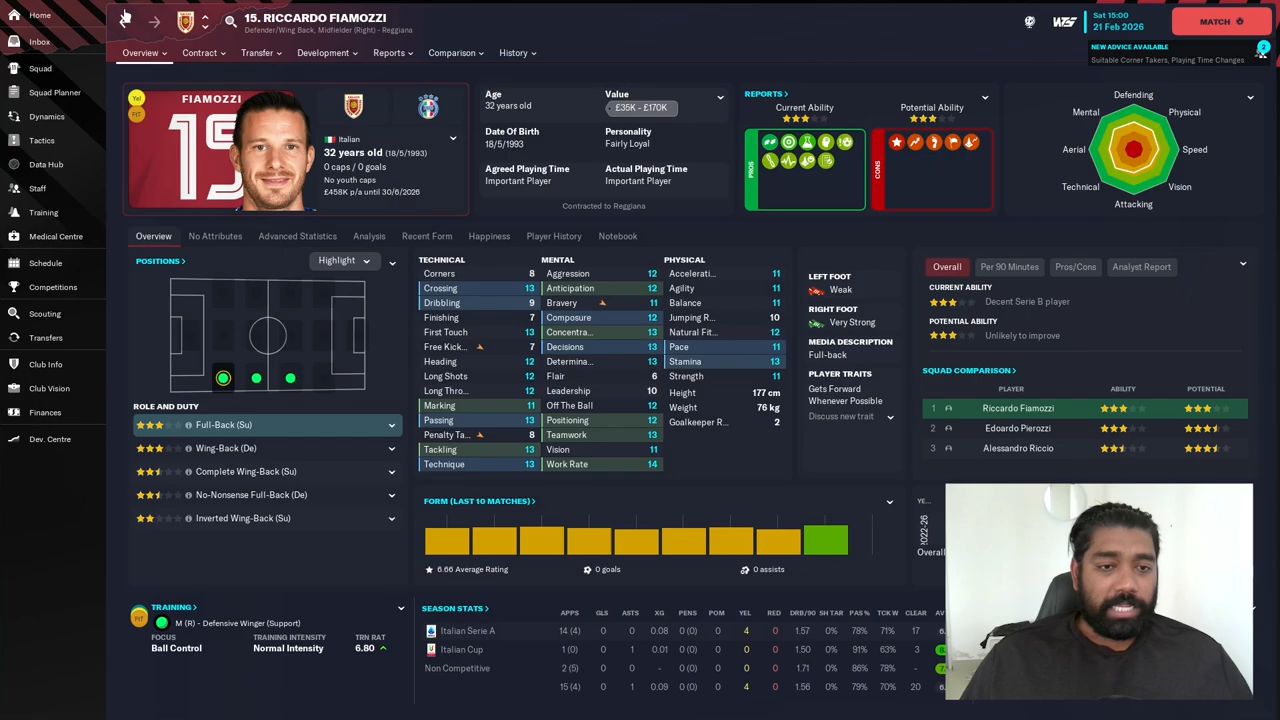 Home
Inbox
Squad
Squad Planner
Dynamics
Tactics
Data Hub
Staff
Training
Medical Centre
Schedule
Competitions
Scouting
Transfers
Club Info
Club Vision
Finances
Dev. Centre
15. RICCARDO FIAMOZZI
Defender/Wing Back, Midfielder (Right) - Reggiana
Sat 15:00
21 Feb 2026
MATCH
NEW ADVICE AVAILABLE
Suitable Corner Takers, Playing Time Changes
2
Overview Contract Transfer Development Reports Comparison History
Yel
FIT
FIAMOZZI
15
Italian
32 years old (18/5/1993)
0 caps / 0 goals
No youth caps
£458K p/a until 30/6/2026
Age Value
32 years old £35K - £170K
Date Of Birth Personality
18/5/1993 Fairly Loyal
Agreed Playing Time Actual Playing Time
Important Player Important Player
Contracted to Reggiana
REPORTS
Current Ability Potential Ability
PROS
CONS
Defending
Mental Physical
Aerial Speed
Technical Vision
Attacking
Overview No Attributes Advanced Statistics Analysis Recent Form Happiness Player History Notebook
POSITIONS
Highlight
ROLE AND DUTY
Full-Back (Su)
Wing-Back (De)
Complete Wing-Back (Su)
No-Nonsense Full-Back (De)
Inverted Wing-Back (Su)
TECHNICAL MENTAL PHYSICAL
Corners 8 Aggression 12 Accelerati... 11
Crossing 13 Anticipation 12 Agility 11
Dribbling 9 Bravery 11 Balance 11
Finishing 7 Composure 12 Jumping R... 10
First Touch 13 Concentra... 13 Natural Fit... 12
Free Kick... 7 Decisions 13 Pace 11
Heading 12 Determina... 13 Stamina 13
Long Shots 12 Flair 6 Strength 11
Long Thro... 12 Leadership 10 Height 177 cm
Marking 11 Off The Ball 12 Weight 76 kg
Passing 13 Positioning 12 Goalkeeper R... 2
Penalty Ta... 8 Teamwork 13
Tackling 13 Vision 11
Technique 13 Work Rate 14
LEFT FOOT
Weak
RIGHT FOOT
Very Strong
MEDIA DESCRIPTION
Full-back
PLAYER TRAITS
Gets Forward
Whenever Possible
Discuss new trait
Overall Per 90 Minutes Pros/Cons Analyst Report
CURRENT ABILITY
Decent Serie B player
POTENTIAL ABILITY
Unlikely to improve
SQUAD COMPARISON
PLAYER ABILITY POTENTIAL
1 Riccardo Fiamozzi
2 Edoardo Pierozzi
3 Alessandro Riccio
FORM (LAST 10 MATCHES)
6.66 Average Rating 0 goals 0 assists
YE...
2022-26
Overall
TRAINING
FIT
M (R) - Defensive Winger (Support)
FOCUS TRAINING INTENSITY TRN RAT
Ball Control Normal Intensity 6.80
SEASON STATS APPS GLS ASTS XG PENS POM YEL RED DRB/90 SH TAR PAS % TCK W CLEAR AV
Italian Serie A 14 (4) 0 0 0.08 0 (0) 0 4 0 1.57 0% 78% 71% 17 6.
Italian Cup 1 (0) 0 1 0.01 0 (0) 0 0 0 1.50 0% 91% 63% 3
Non Competitive 2 (5) 0 0 - 0 (0) 0 0 0 1.71 0% 86% 78% - 7.
15 (4) 0 1 0.09 0 (0) 0 4 0 1.56 0% 79% 70% 20 6.